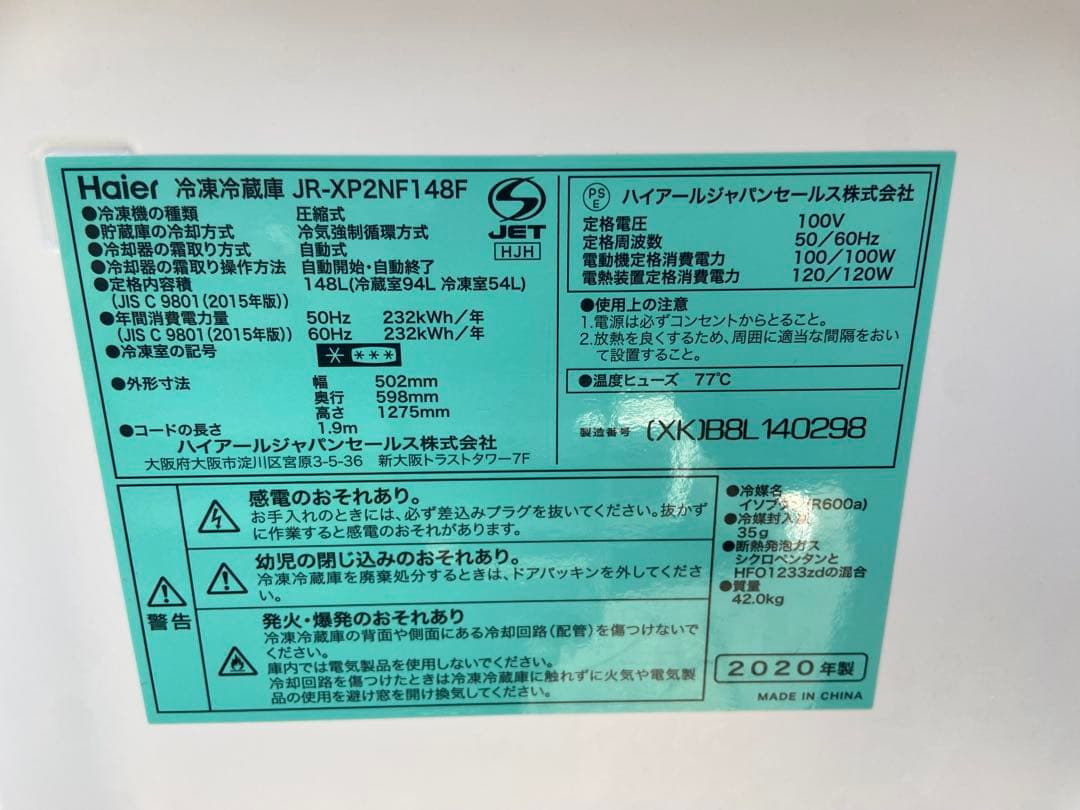 Haier 冷凍冷蔵庫 JR-XP2NF148F
●冷凍機の種類 圧縮式
●貯蔵庫の冷却方式 冷気強制循環方式
●冷却器の霜取り方式 自動式
●冷却器の霜取り操作方法 自動開始・自動終了
●定格内容積 148L(冷蔵室94L 冷凍室54L)
(JIS C 9801(2015年版))
●年間消費電力量 50Hz 232kWh/年
(JIS C 9801(2015年版)) 60Hz 232kWh/年
●冷凍室の記号
●外形寸法 幅 502mm
奥行 598mm
高さ 1275mm
●コードの長さ 1.9m
ハイアールジャパンセールス株式会社
大阪府大阪市淀川区宮原3-5-36 新大阪トラストタワー7F
JET
HJH
PSE ハイアールジャパンセールス株式会社
定格電圧 100V
定格周波数 50/60Hz
電動機定格消費電力 100/100W
電熱装置定格消費電力 120/120W
●使用上の注意
1.電源は必ずコンセントからとること。
2.放熱を良くするため、周囲に適当な間隔をおい
て設置すること。
●温度ヒューズ 77℃
製造番号 (XK)B8L140298
警告
感電のおそれあり。
お手入れのときには、必ず差込みプラグを抜いてください。抜かず
に作業すると感電のおそれがあります。
幼児の閉じ込みのおそれあり。
冷凍冷蔵庫を廃棄処分するときは、ドアパッキンを外してくださ
い。
発火・爆発のおそれあり
冷凍冷蔵庫の背面や側面にある冷却回路(配管)を傷つけないで
ください。
庫内では電気製品を使用しないでください。
冷却回路を傷つけたときは冷凍冷蔵庫に触れずに火気や電気製
品の使用を避け窓を開け換気してください。
●冷媒名
イソブタン(R600a)
●冷媒封入量
35g
●断熱発泡ガス
シクロペンタンと
HFO1233zdの混合
●質量
42.0kg
2020年製
MADE IN CHINA